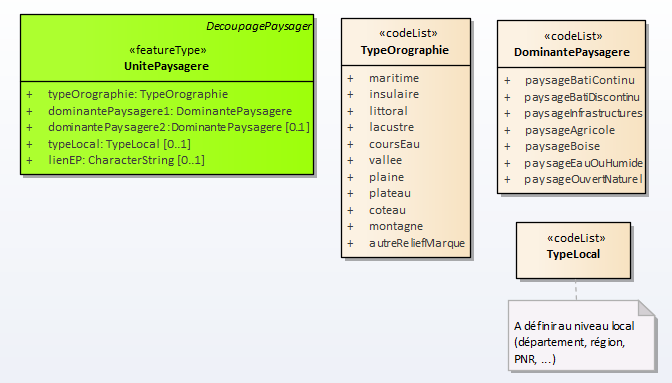 DecoupagePaysager
«featureType»
UnitePaysagere
+ typeOrographie: TypeOrographie
+ dominantePaysagere1: DominantePaysagere
+ dominantePaysagere2:DominantePaysagere [0.1]
+ typeLocal: TypeLocal [0..1]
+ lienEP: CharacterString [0..1]
«codeList»
TypeOrographie
+ maritime
+ insulaire
+ littoral
+ lacustre
+ coursEau
+ vallee
+ plaine
+ plateau
+ coteau
+ montagne
+ autreReliefMarque
«codeList»
DominantePaysagere
+ paysageBatiContinu
+ paysageBatiDiscontinu
+ paysageInfrastructures
+ paysageAgricole
+ paysageBoise
+ paysageEauOuHumide
+ paysageOuvertNaturel
«codeList»
TypeLocal
A définir au niveau local
(département, région,
PNR, ...)